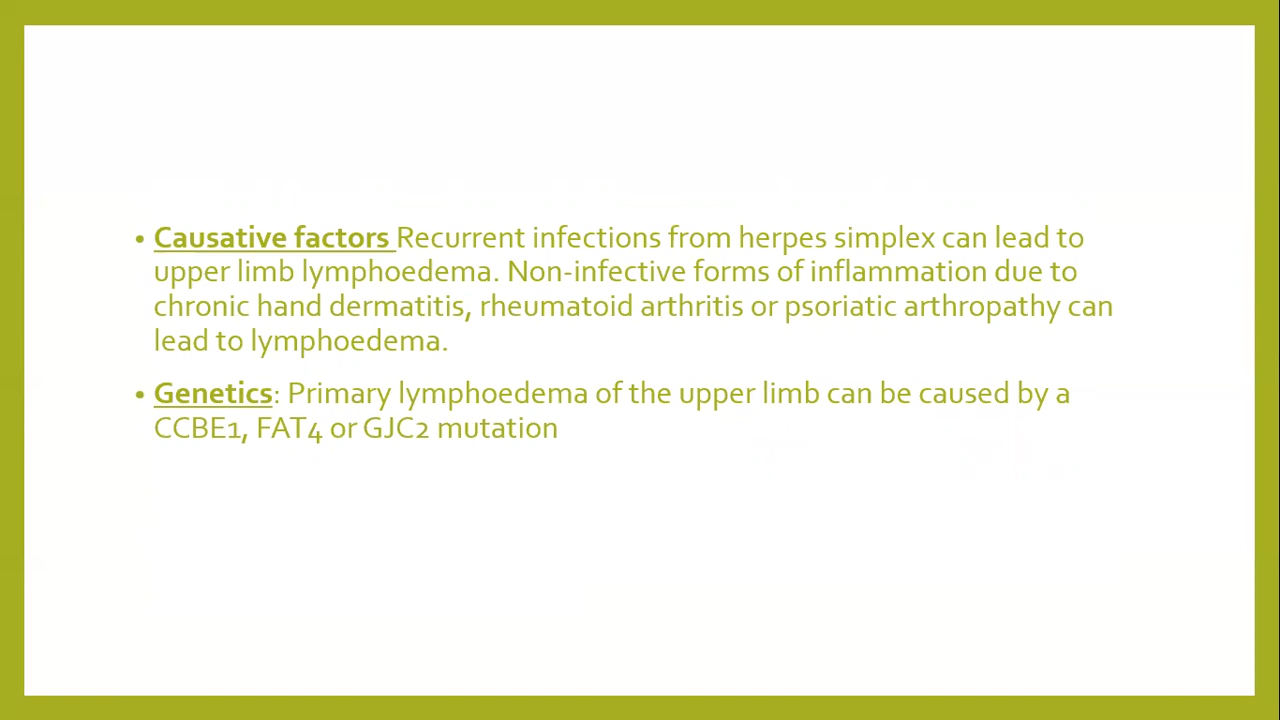 • Causative factors Recurrent infections from herpes simplex can lead to
upper limb lymphoedema. Non-infective forms of inflammation due to
chronic hand dermatitis, rheumatoid arthritis or psoriatic arthropathy can
lead to lymphoedema.
• Genetics: Primary lymphoedema of the upper limb can be caused by a
CCBE1, FAT4 or GJC2 mutation